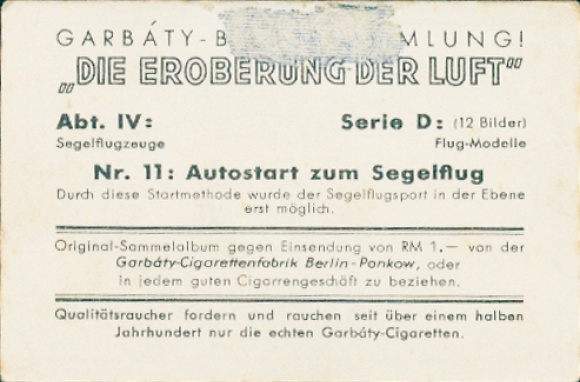 GARBÁTY-B MLUNG!
„DIE EROBERUNG DER LUFT“
Abt. IV: Serie D: (12 Bilder)
Segelflugzeuge Flug-Modelle
Nr. 11: Autostart zum Segelflug
Durch diese Startmethode wurde der Segelflugsport in der Ebene
erst möglich.
Original-Sammelalbum gegen Einsendung von RM 1.— von der
Garbáty-Cigarettenfabrik Berlin-Pankow, oder
in jedem guten Cigarrengeschäft zu beziehen.
Qualitätsraucher fordern und rauchen seit über einem halben
Jahrhundert nur die echten Garbáty-Cigaretten.